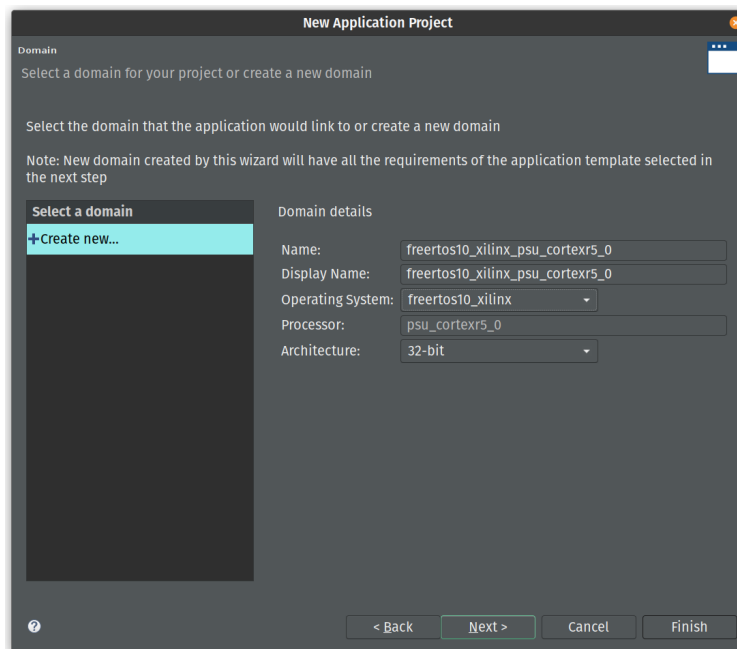 New Application Project
Domain
Select a domain for your project or create a new domain
Select the domain that the application would link to or create a new domain
Note: New domain created by this wizard will have all the requirements of the application template selected in
the next step
Select a domain
+Create new...
Domain details
Name: freertos10_xilinx_psu_cortexr5_0
Display Name: freertos10_xilinx_psu_cortexr5_0
Operating System: freertos10_xilinx
Processor: psu_cortexr5_0
Architecture: 32-bit
? < Back Next > Cancel Finish